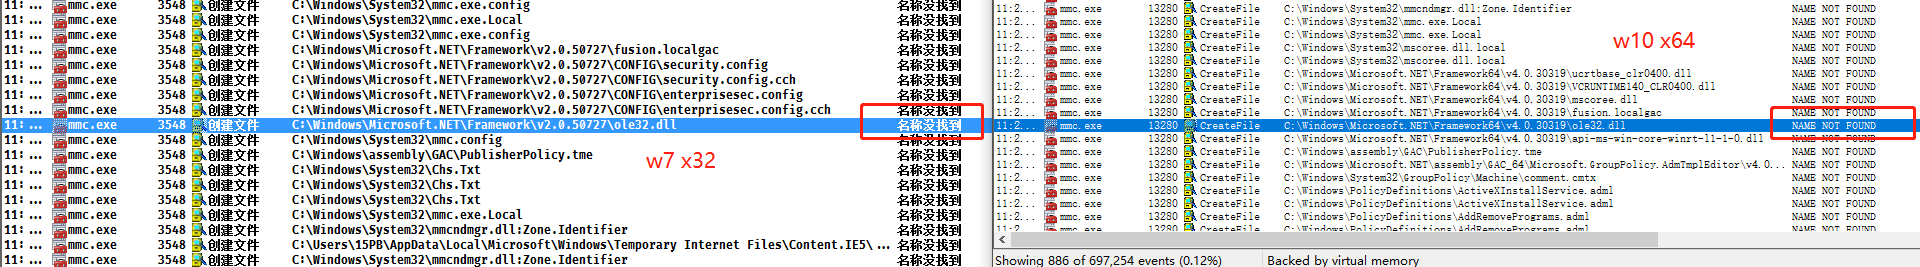 11: ... mmc.exe 3548 创建文件 C:\Windows\System32\mmc.exe.config 名称没找到
11: ... mmc.exe 3548 创建文件 C:\Windows\System32\mmc.exe.Local 名称没找到
11: ... mmc.exe 3548 创建文件 C:\Windows\System32\mmc.exe.config 名称没找到
11: ... mmc.exe 3548 创建文件 C:\Windows\Microsoft.NET\Framework\v2.0.50727\fusion.localgac 名称没找到
11: ... mmc.exe 3548 创建文件 C:\Windows\Microsoft.NET\Framework\v2.0.50727\CONFIG\security.config 名称没找到
11: ... mmc.exe 3548 创建文件 C:\Windows\Microsoft.NET\Framework\v2.0.50727\CONFIG\security.config.cch 名称没找到
11: ... mmc.exe 3548 创建文件 C:\Windows\Microsoft.NET\Framework\v2.0.50727\CONFIG\enterprisesec.config 名称没找到
11: ... mmc.exe 3548 创建文件 C:\Windows\Microsoft.NET\Framework\v2.0.50727\CONFIG\enterprisesec.config.cch 名称没找到
11: ... mmc.exe 3548 创建文件 C:\Windows\Microsoft.NET\Framework\v2.0.50727\ole32.dll 名称没找到
11: ... mmc.exe 3548 创建文件 C:\Windows\System32\mmc.config 名称没找到
11: ... mmc.exe 3548 创建文件 C:\Windows\assembly\GAC\PublisherPolicy.tme 名称没找到
w7 x32
11: ... mmc.exe 3548 创建文件 C:\Windows\System32\Chs.Txt 名称没找到
11: ... mmc.exe 3548 创建文件 C:\Windows\System32\Chs.Txt 名称没找到
11: ... mmc.exe 3548 创建文件 C:\Windows\System32\Chs.Txt 名称没找到
11: ... mmc.exe 3548 创建文件 C:\Windows\System32\mmc.exe.Local 名称没找到
11: ... mmc.exe 3548 创建文件 C:\Windows\System32\mmcndmgr.dll:Zone.Identifier 名称没找到
11: ... mmc.exe 3548 创建文件 C:\Users\15PB\AppData\Local\Microsoft\Windows\Temporary Internet Files\Content.IE5\ ... 名称没找到
11: ... mmc.exe 3548 创建文件 C:\Windows\System32\mmcndmgr.dll:Zone.Identifier 名称没找到
11:2... mmc.exe 13280 CreateFile C:\Windows\System32\mmcndmgr.dll:Zone.Identifier NAME NOT FOUND
11:2... mmc.exe 13280 CreateFile C:\Windows\System32\mmc.exe.Local NAME NOT FOUND
11:2... mmc.exe 13280 CreateFile C:\Windows\System32\mscoree.dll.local NAME NOT FOUND
w10 x64
11:2... mmc.exe 13280 CreateFile C:\Windows\System32\mscoree.dll.local NAME NOT FOUND
11:2... mmc.exe 13280 CreateFile C:\Windows\Microsoft.NET\Framework64\v4.0.30319\ucrtbase_clr0400.dll NAME NOT FOUND
11:2... mmc.exe 13280 CreateFile C:\Windows\Microsoft.NET\Framework64\v4.0.30319\VCRUNTIME140_CLR0400.dll NAME NOT FOUND
11:2... mmc.exe 13280 CreateFile C:\Windows\Microsoft.NET\Framework64\v4.0.30319\mscoree.dll NAME NOT FOUND
11:2... mmc.exe 13280 CreateFile C:\Windows\Microsoft.NET\Framework64\v4.0.30319\fusion.localgac NAME NOT FOUND
11:2... mmc.exe 13280 CreateFile C:\Windows\Microsoft.NET\Framework64\v4.0.30319\ole32.dll NAME NOT FOUND
11:2... mmc.exe 13280 CreateFile C:\Windows\Microsoft.NET\Framework64\v4.0.30319\api-ms-win-core-winrt-l1-1-0.dll NAME NOT FOUND
11:2... mmc.exe 13280 CreateFile C:\Windows\assembly\GAC\PublisherPolicy.tme NAME NOT FOUND
11:2... mmc.exe 13280 CreateFile C:\Windows\Microsoft.NET\assembly\GAC_64\Microsoft.GroupPolicy.AdmTmplEditor\v4.0... NAME NOT FOUND
11:2... mmc.exe 13280 CreateFile C:\Windows\System32\GroupPolicy\Machine\comment.cmtx NAME NOT FOUND
11:2... mmc.exe 13280 CreateFile C:\Windows\PolicyDefinitions\ActiveXInstallService.adml NAME NOT FOUND
11:2... mmc.exe 13280 CreateFile C:\Windows\PolicyDefinitions\ActiveXInstallService.adml NAME NOT FOUND
11:2... mmc.exe 13280 CreateFile C:\Windows\PolicyDefinitions\AddRemovePrograms.adml NAME NOT FOUND
11:2... mmc.exe 13280 CreateFile C:\Windows\PolicyDefinitions\AddRemovePrograms.adml NAME NOT FOUND
Showing 886 of 697,254 events (0.12%) Backed by virtual memory